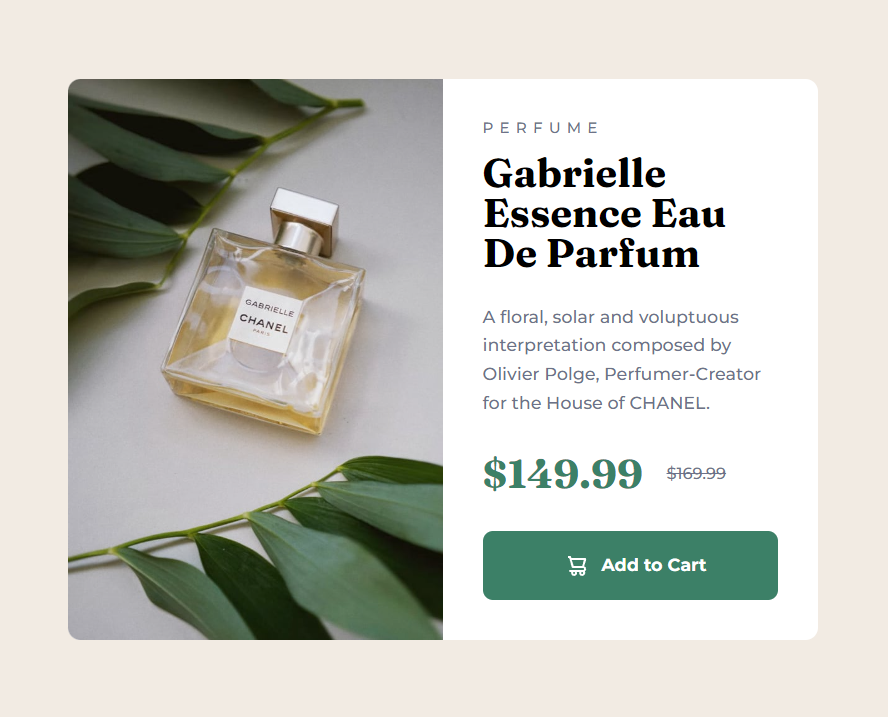 GABRIELLE
CHANEL
PARIS
PERFUME
Gabrielle
Essence Eau
De Parfum
A floral, solar and voluptuous
interpretation composed by
Olivier Polge, Perfumer-Creator
for the House of CHANEL.
$149.99 $169.99
Add to Cart